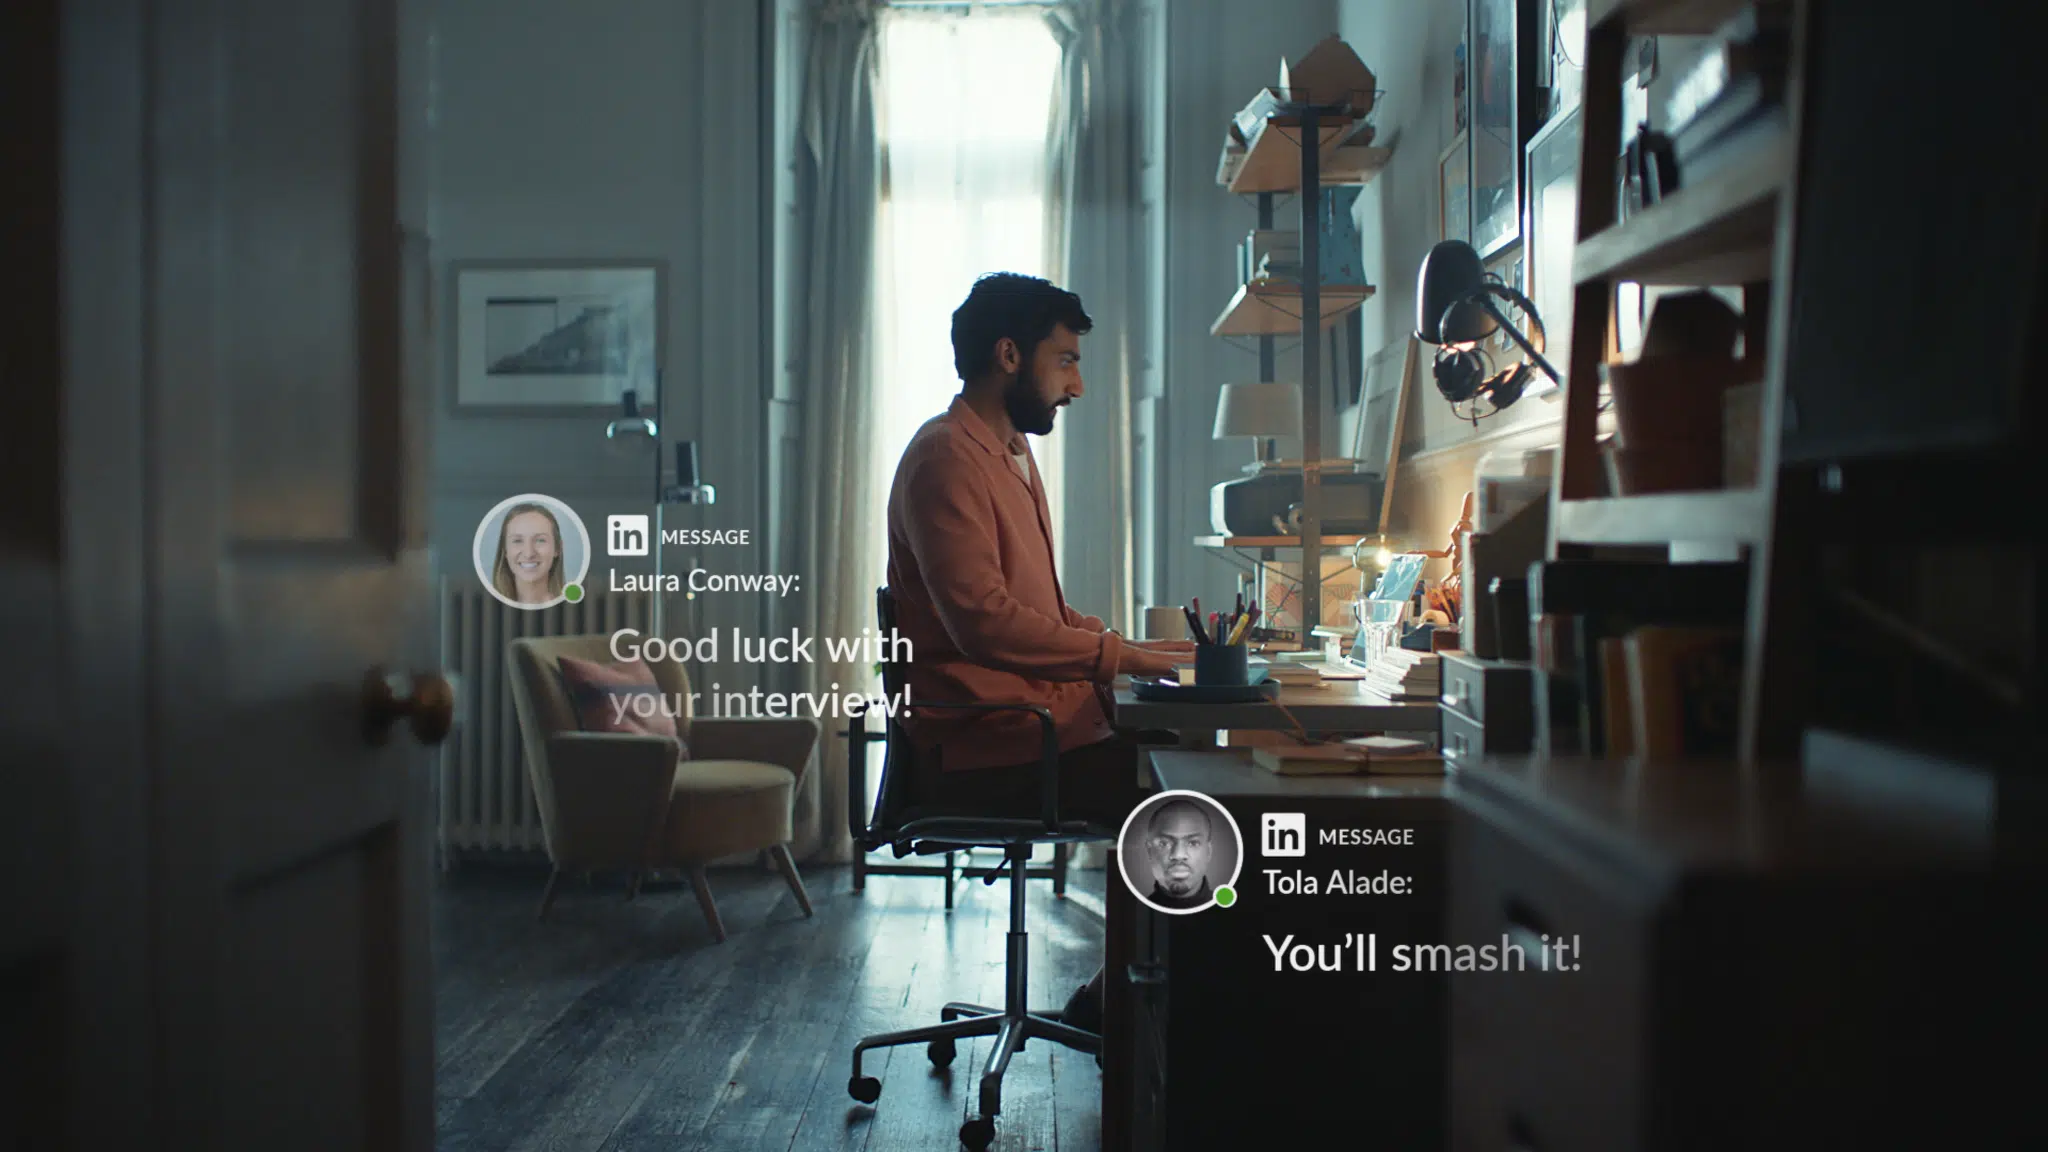 in MESSAGE
Laura Conway:
Good luck with
your interview!
in MESSAGE
Tola Alade:
You’ll smash it!